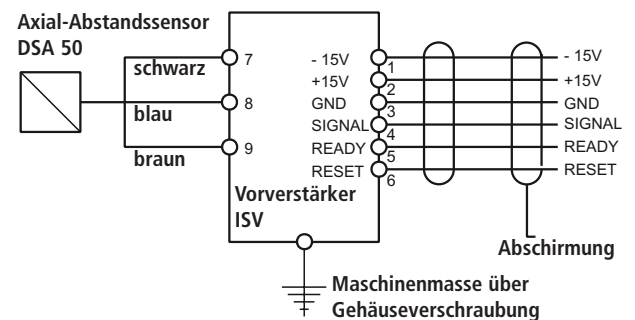 Axial-Abstandssensor
DSA 50
schwarz
blau
braun
7
8
9
- 15V
+15V
GND
SIGNAL
READY
RESET
1
2
3
4
5
6
Vorverstärker
ISV
- 15V
+15V
GND
SIGNAL
READY
RESET
Abschirmung
Maschinenmasse über
Gehäuseverschraubung